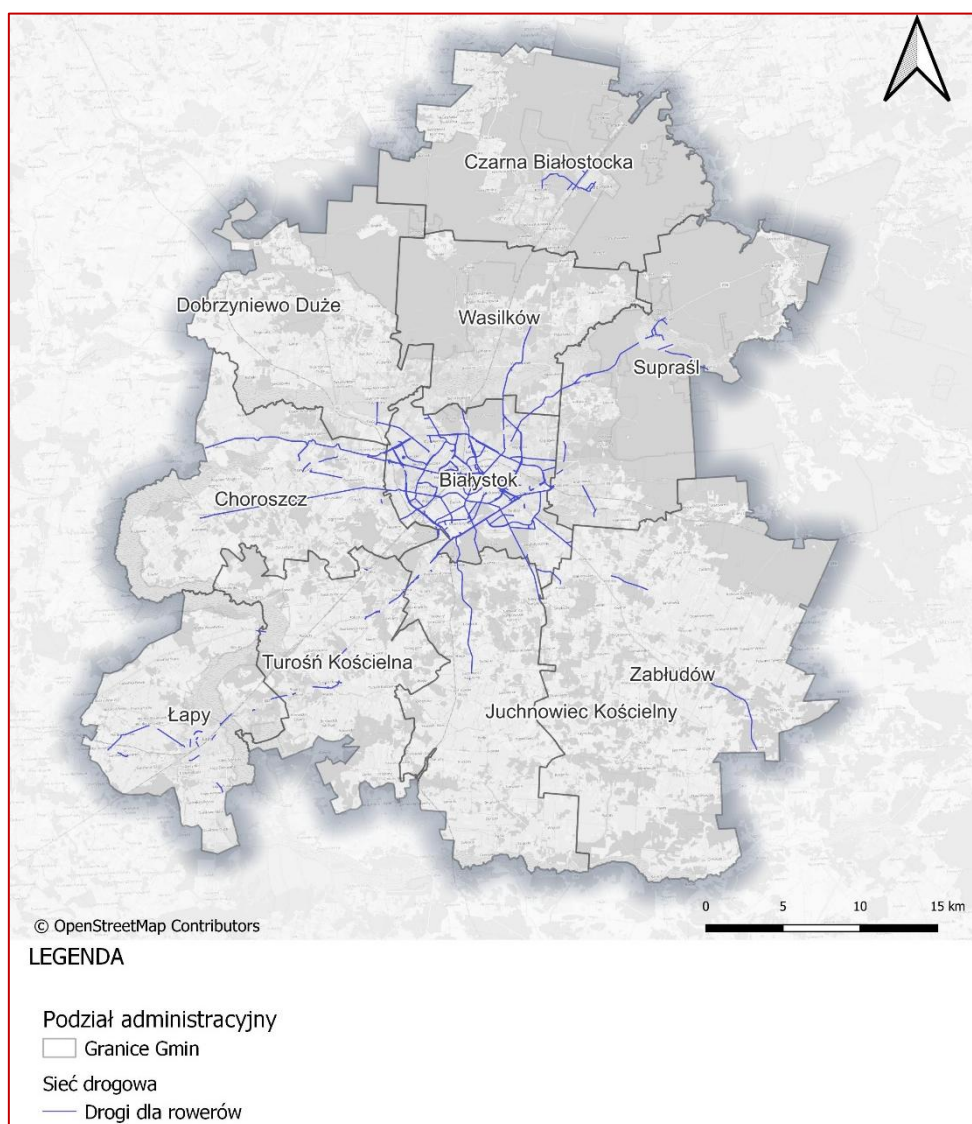 Czarna Białostocka
Dobrzyniewo Duże
Wasilków
Supraśl
Białystok
Choroszcz
Turośń Kościelna
Zabłudów
Łapy
Juchnowiec Kościelny
0 5 10 15 km
© OpenStreetMap Contributors
LEGENDA
Podział administracyjny
Granice Gmin
Sieć drogowa
Drogi dla rowerów